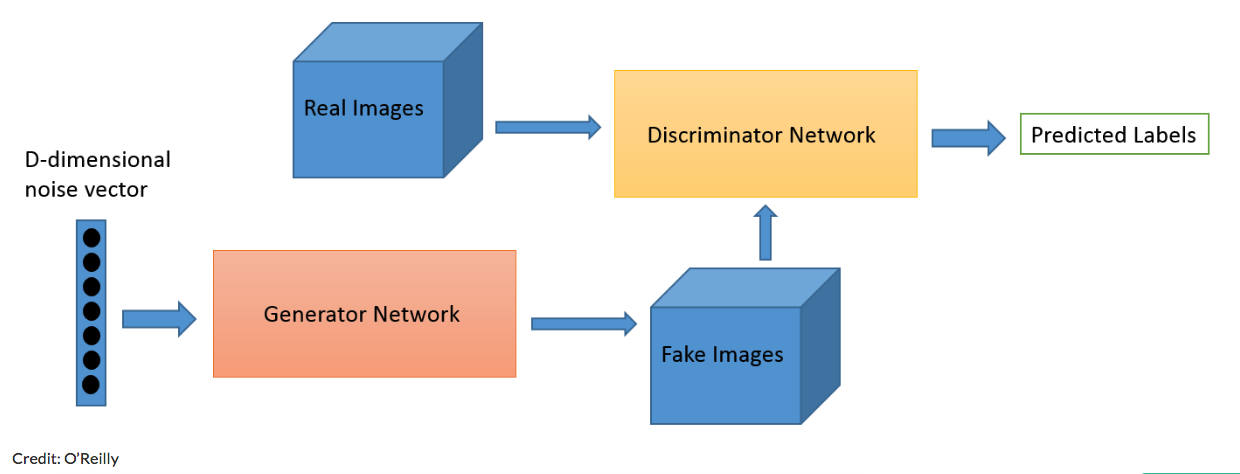 Real Images
Discriminator Network
Predicted Labels
D-dimensional
noise vector
Generator Network
Fake Images
Credit: O’Reilly